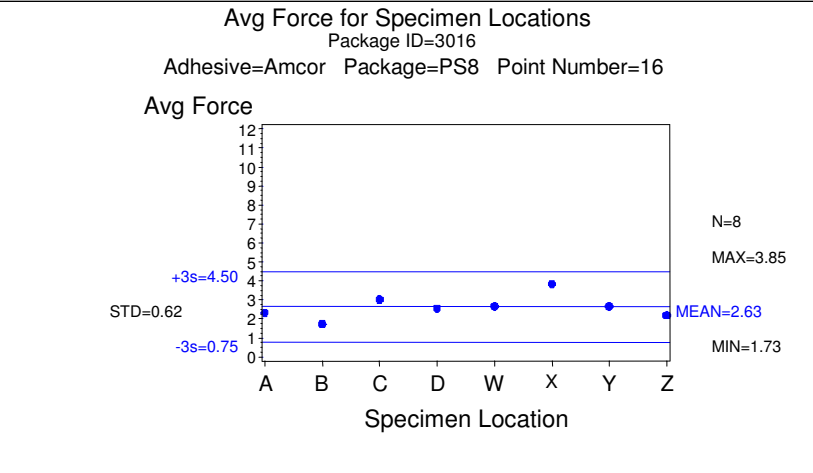 Avg Force for Specimen Locations
Package ID=3016
Adhesive=Amcor Package=PS8 Point Number=16
Avg Force
12
11
10
9
8
7
N=8
6
MAX=3.85
5
+3s=4.50
4
3
STD=0.62
MEAN=2.63
2
1
-3s=0.75
MIN=1.73
0
A B C D W X Y Z
Specimen Location